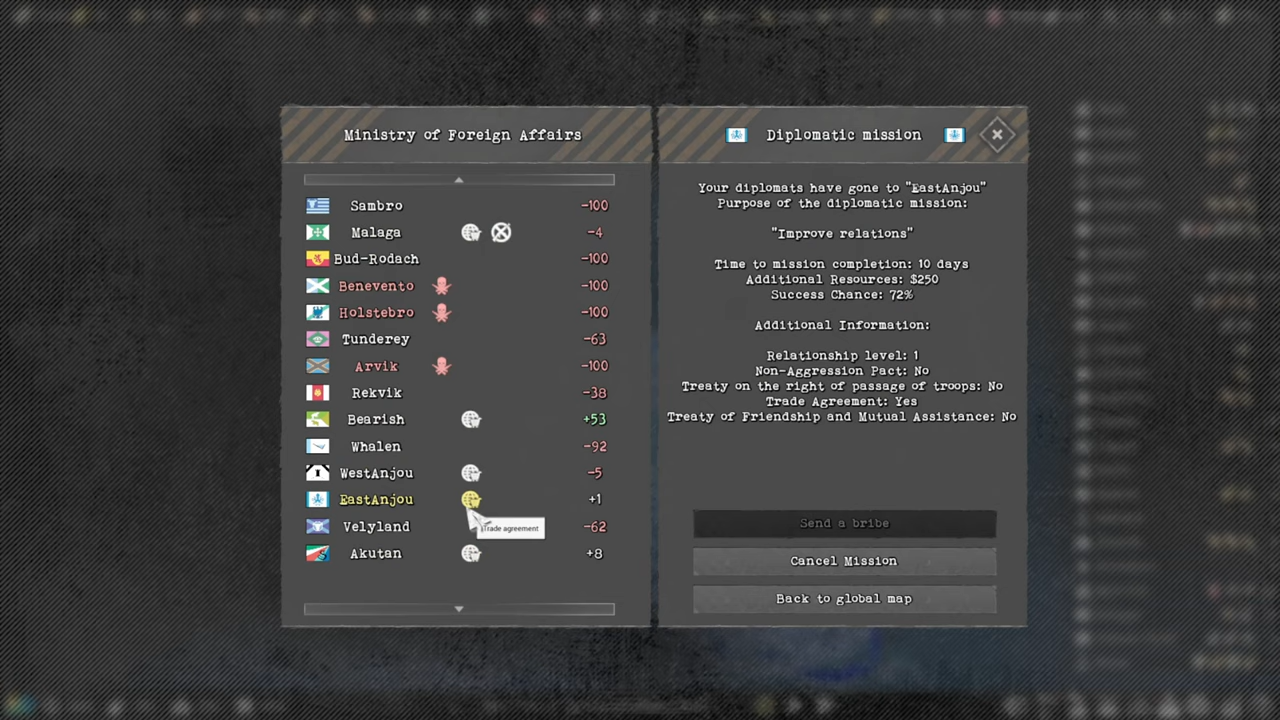 Ministry of Foreign Affairs
Sambro -100
Malaga -4
Bud-Rodach -100
Benevento -100
Holstebro -100
Tunderey -63
Arvik -100
Rekvik -38
Bearish +53
Whalen -92
WestAnjou -5
EastAnjou +1
Trade agreement
Velyland -62
Akutan +8
Diplomatic mission
Your diplomats have gone to "EastAnjou"
Purpose of the diplomatic mission:
"Improve relations"
Time to mission completion: 10 days
Additional Resources: $250
Success Chance: 72%
Additional Information:
Relationship level: 1
Non-Aggression Pact: No
Treaty on the right of passage of troops: No
Trade Agreement: Yes
Treaty of Friendship and Mutual Assistance: No
Send a bribe
Cancel Mission
Back to global map